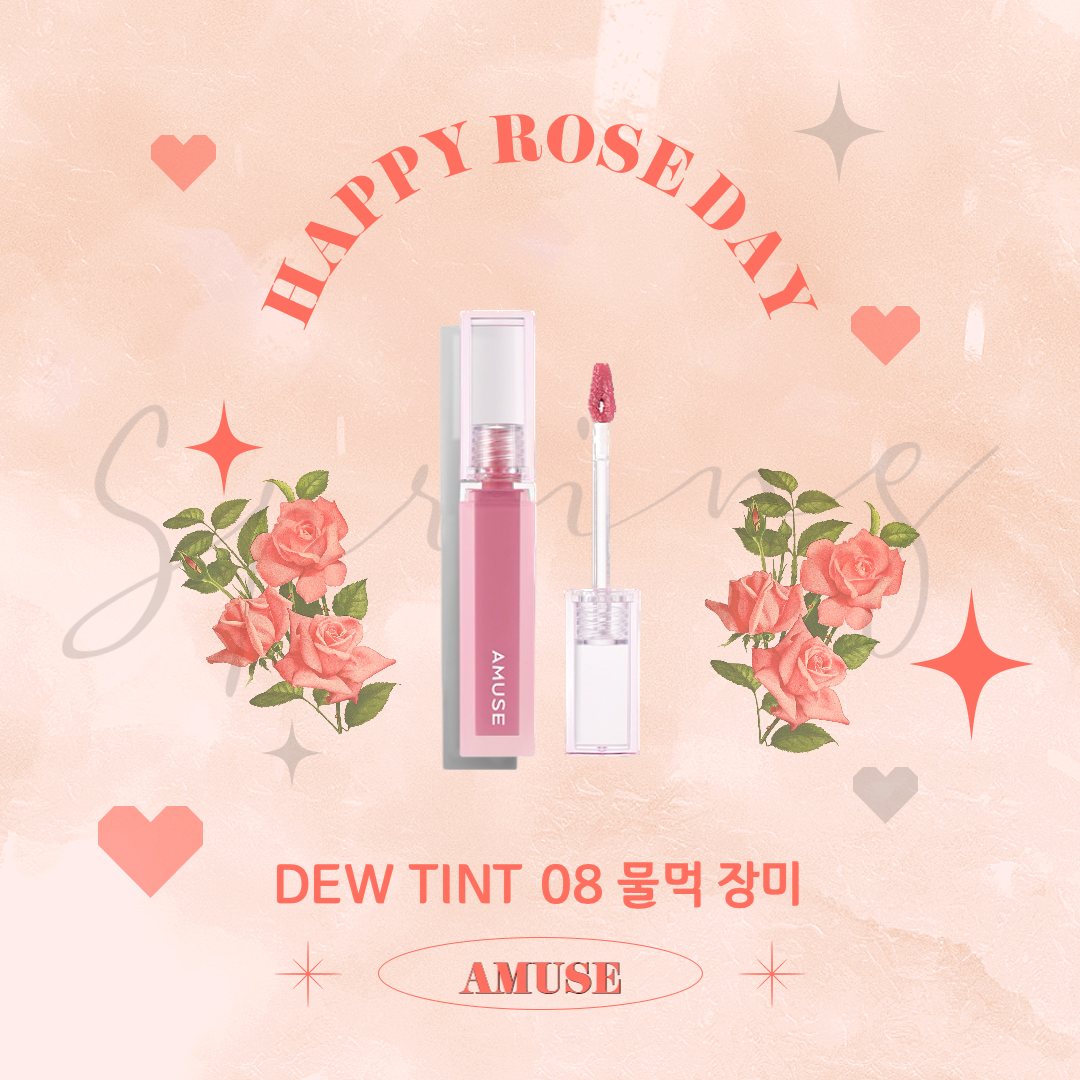 HAPPY ROSE DAY
Spring
AMUSE
DEW TINT 08 물먹 장미
AMUSE